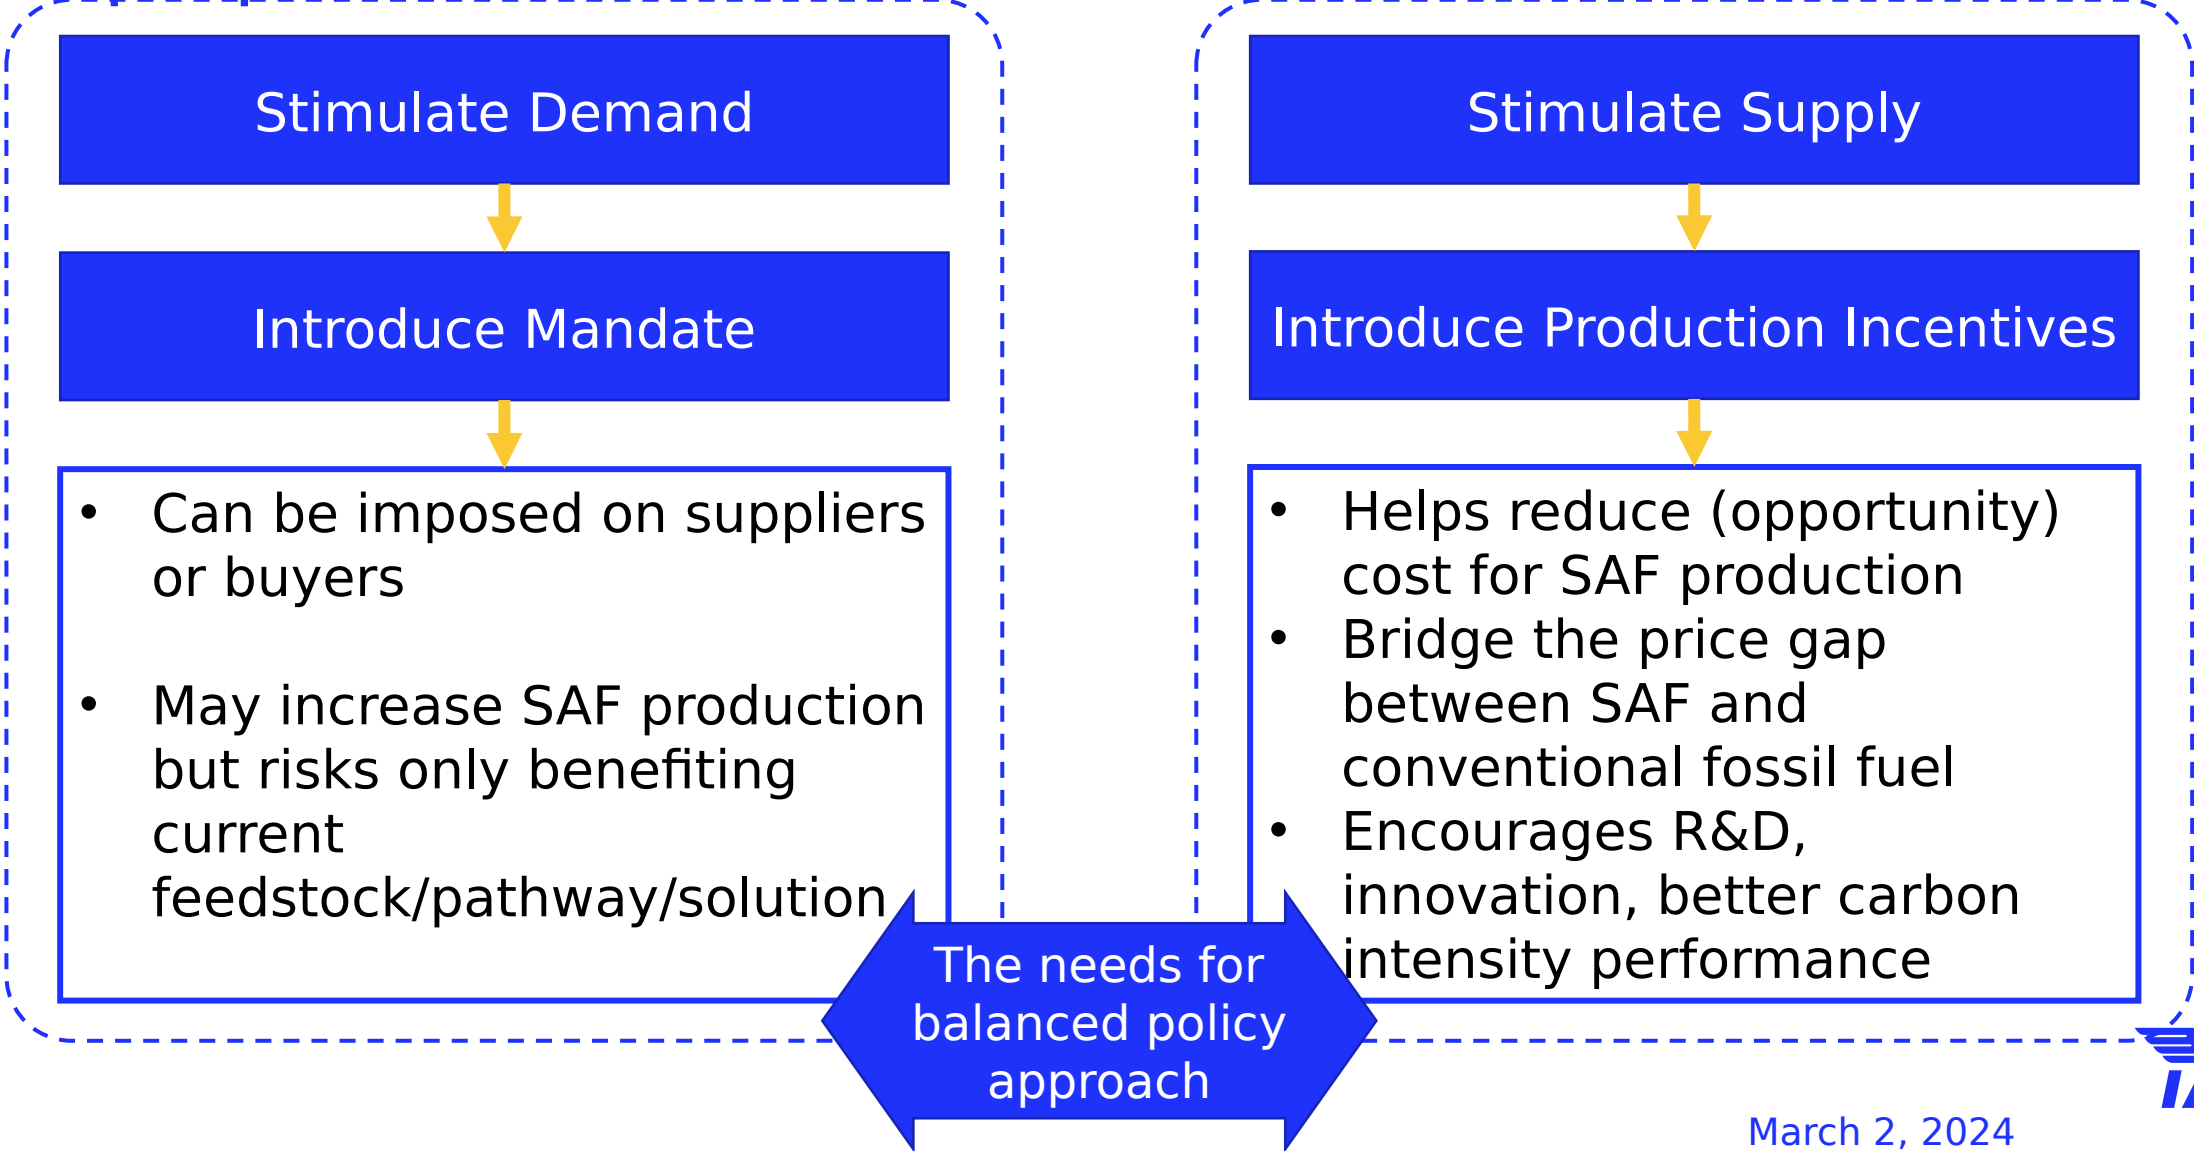 Stimulate Demand
Introduce Mandate
• Can be imposed on suppliers
or buyers
• May increase SAF production
but risks only benefiting
current
feedstock/pathway/solution
Stimulate Supply
Introduce Production Incentives
• Helps reduce (opportunity)
cost for SAF production
• Bridge the price gap
between SAF and
conventional fossil fuel
• Encourages R&D,
innovation, better carbon
intensity performance
The needs for
balanced policy
approach
March 2, 2024